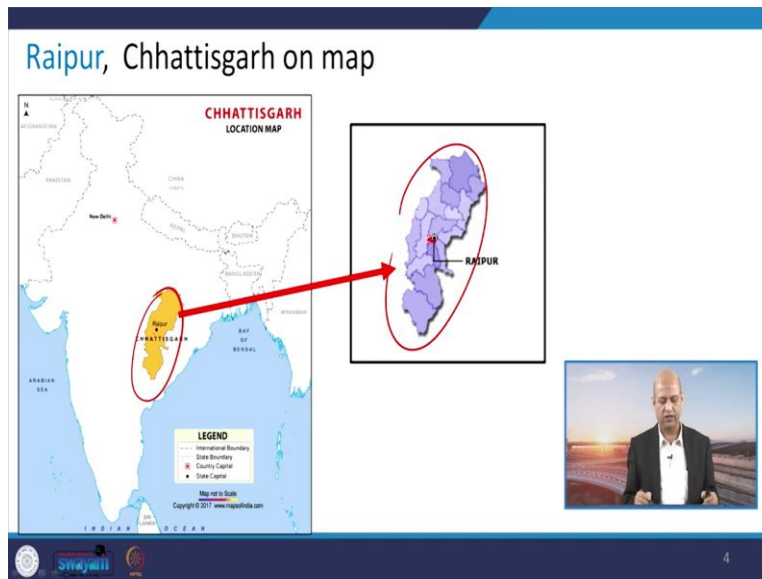 Raipur, Chhattisgarh on map
N
CHHATTISGARH
LOCATION MAP
AFGHANISTAN
PAKISTAN
CHINA
New Delhi
NEPAL
BHUTAN
BANGLADESH
MYANMAR
Raipur
CHHATTISGARH
BAY
OF
BENGAL
ARABIAN
SEA
LEGEND
International Boundary
State Boundary
Country Capital
State Capital
Map not to Scale
Copyright © 2017 www.mapsofindia.com
SRI
LANKA
INDIAN OCEAN
RAIPUR
swayam
4